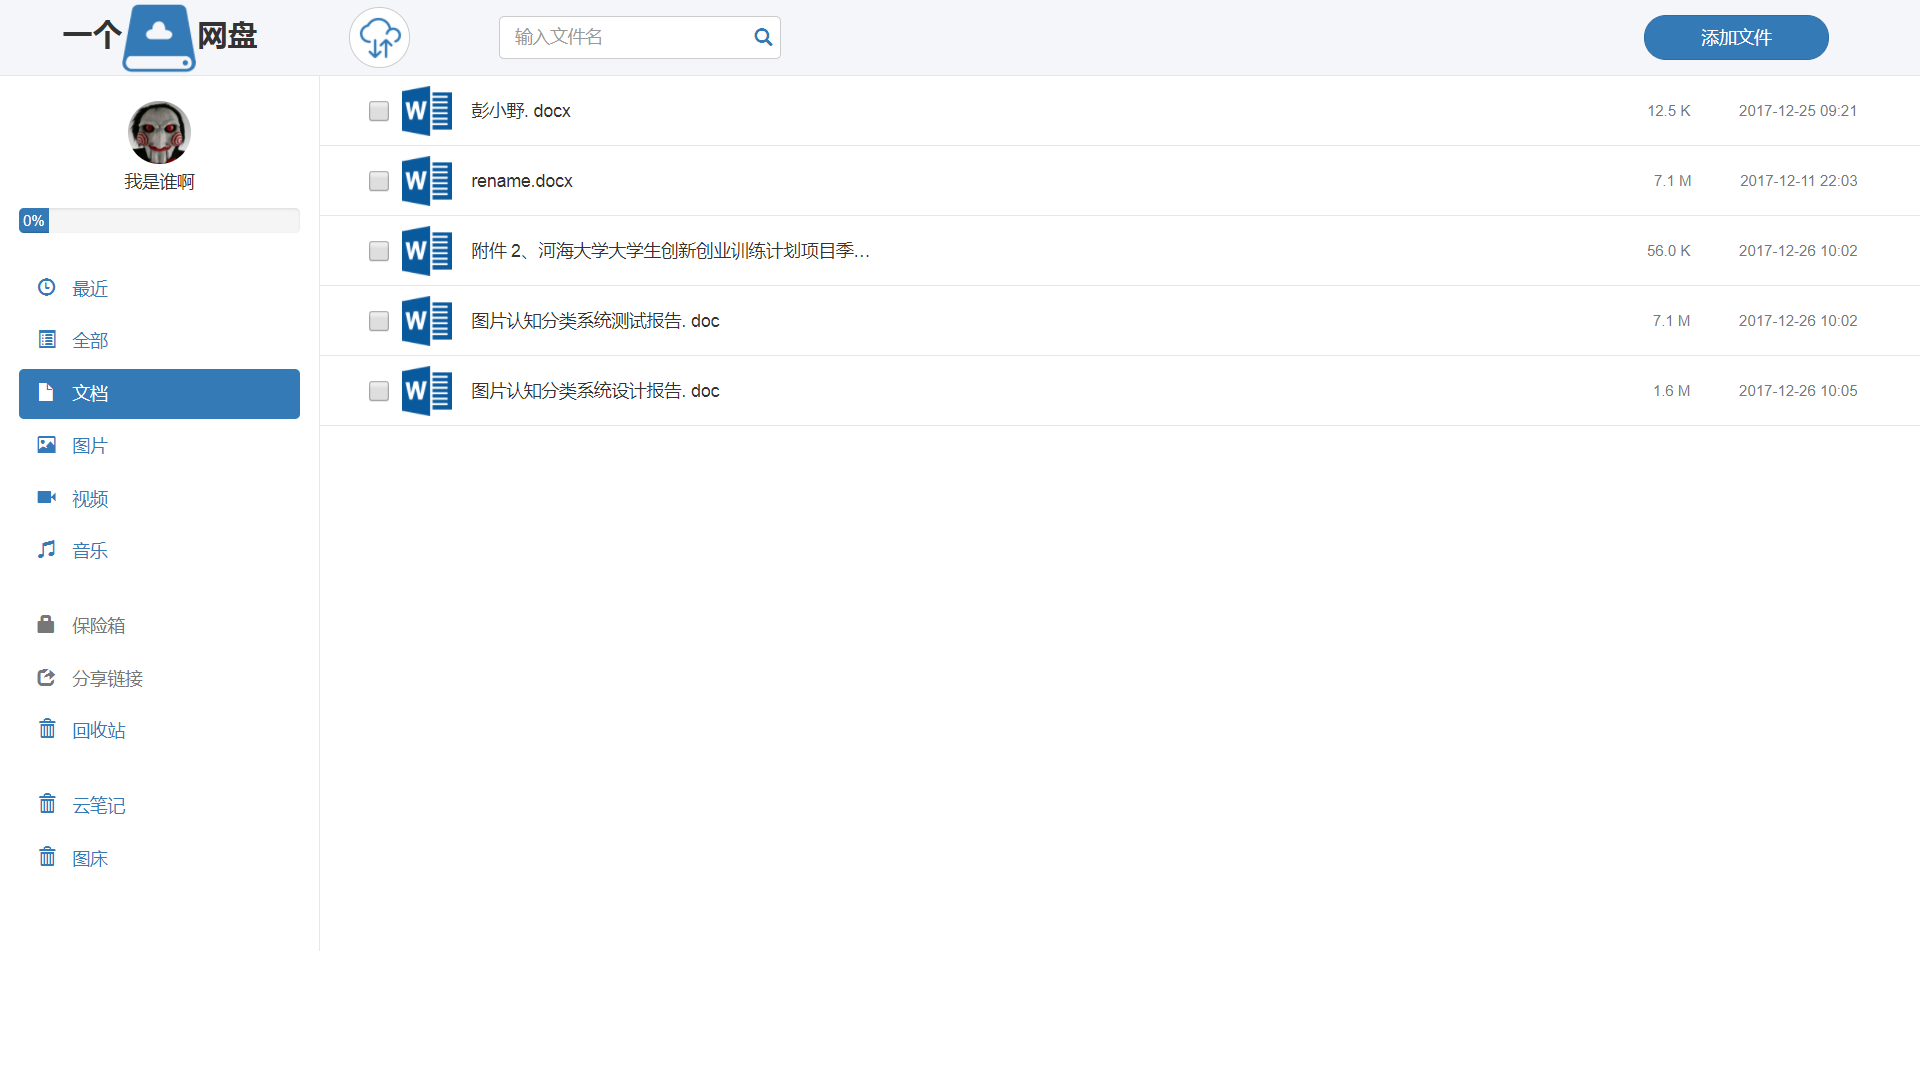 一个网盘
输入文件名
添加文件
我是谁啊
0%
最近
全部
文档
图片
视频
音乐
保险箱
分享链接
回收站
云笔记
图床
W 彭小野. docx 12.5 K 2017-12-25 09:21
W rename.docx 7.1 M 2017-12-11 22:03
W 附件 2、河海大学大学生创新创业训练计划项目季... 56.0 K 2017-12-26 10:02
W 图片认知分类系统测试报告. doc 7.1 M 2017-12-26 10:02
W 图片认知分类系统设计报告. doc 1.6 M 2017-12-26 10:05